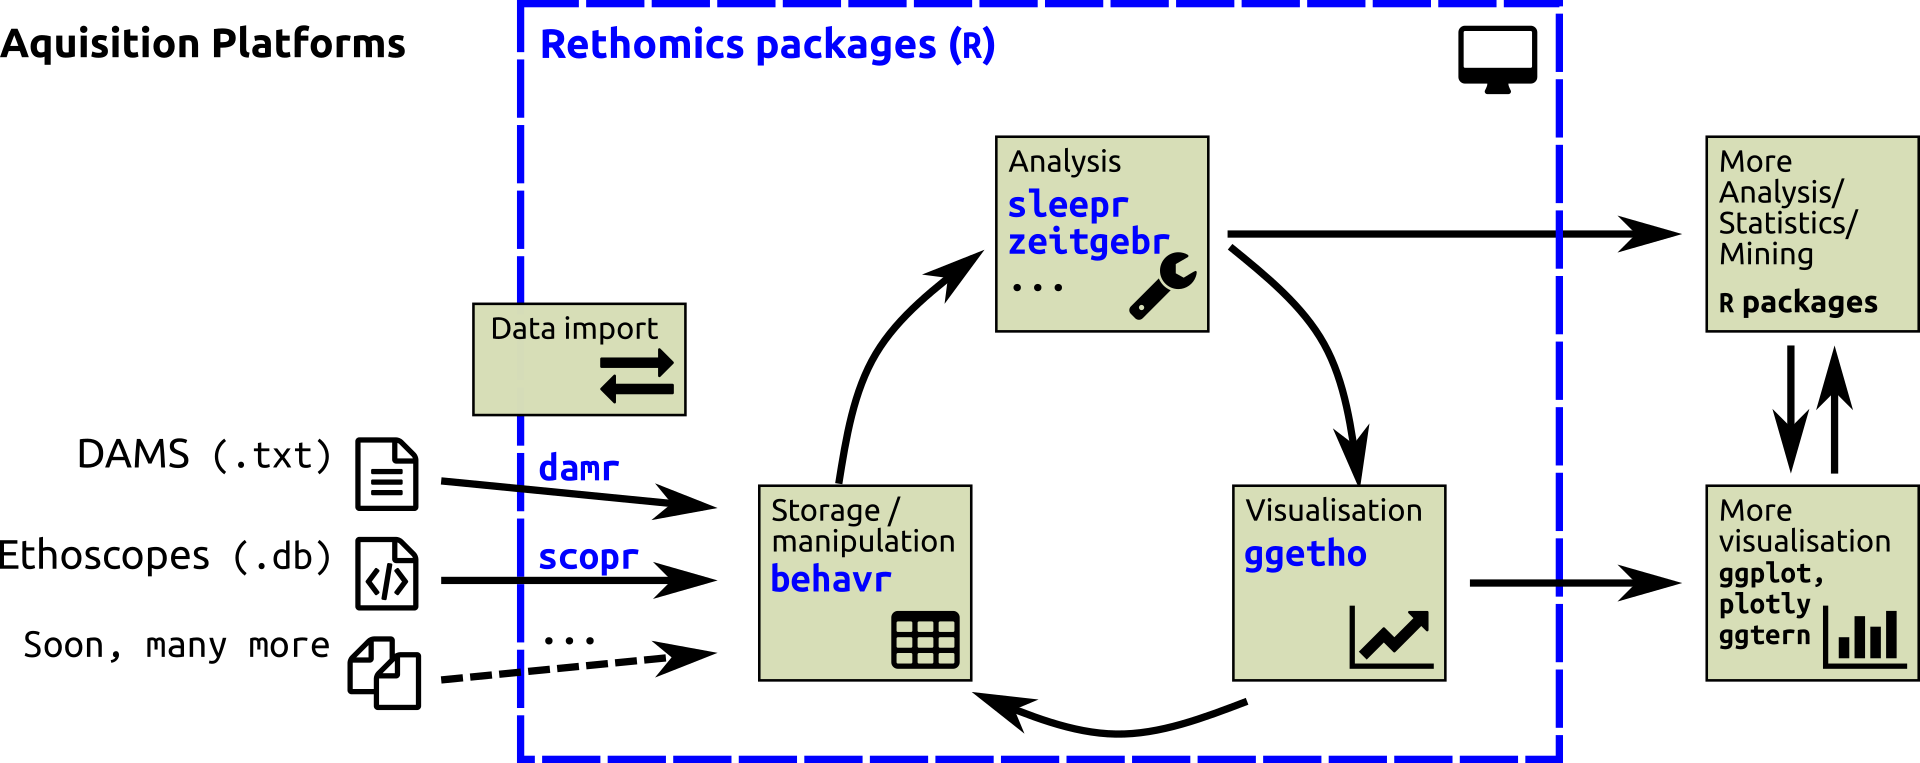 Aquisition Platforms
Rethomics packages (R)
Data import
DAMS (.txt)
Ethoscopes (.db)
Soon, many more
damr
scopr
...
Storage /
manipulation
behavr
Analysis
sleepr
zeitgebr
...
Visualisation
ggetho
More
Analysis/
Statistics/
Mining
R packages
More
visualisation
ggplot,
plotly
ggtern